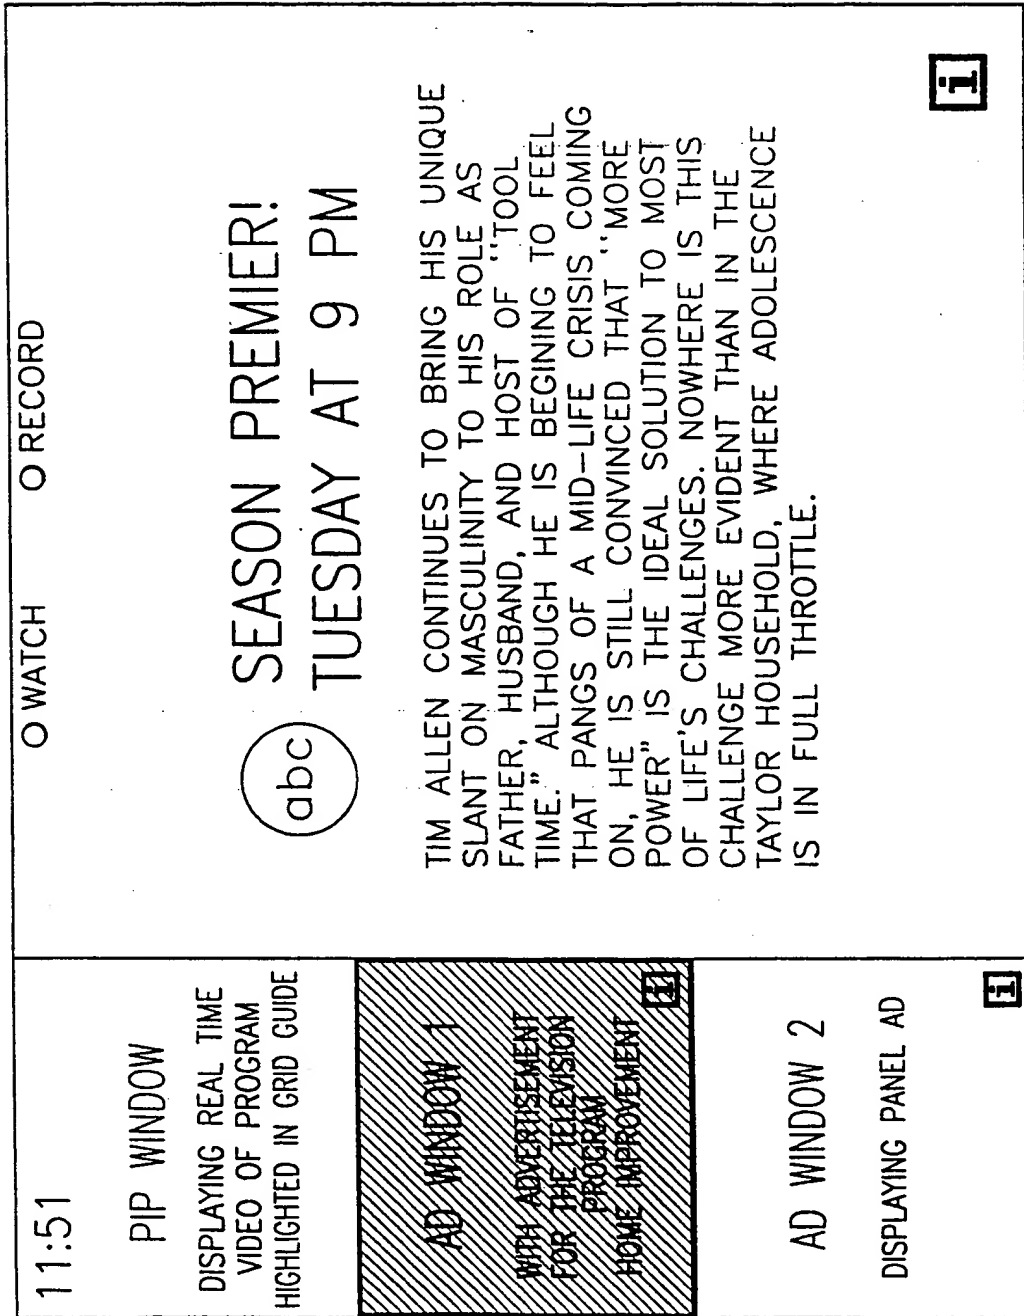 11:51
PIP WINDOW
DISPLAYING REAL TIME
VIDEO OF PROGRAM
HIGHLIGHTED IN GRID GUIDE
AD WINDOW 1
WITH ADVERTISEMENT
FOR THE TELEVISION
PROGRAM
HOME IMPROVEMENT
i
AD WINDOW 2
DISPLAYING PANEL AD
i
O WATCH O RECORD
abc
SEASON PREMIER!
TUESDAY AT 9 PM
TIM ALLEN CONTINUES TO BRING HIS UNIQUE
SLANT ON MASCULINITY TO HIS ROLE AS
FATHER, HUSBAND, AND HOST OF ''TOOL
TIME." ALTHOUGH HE IS BEGINING TO FEEL
THAT PANGS OF A MID–LIFE CRISIS COMING
ON, HE IS STILL CONVINCED THAT ''MORE
POWER" IS THE IDEAL SOLUTION TO MOST
OF LIFE'S CHALLENGES. NOWHERE IS THIS
CHALLENGE MORE EVIDENT THAN IN THE
TAYLOR HOUSEHOLD, WHERE ADOLESCENCE
IS IN FULL THROTTLE.
i